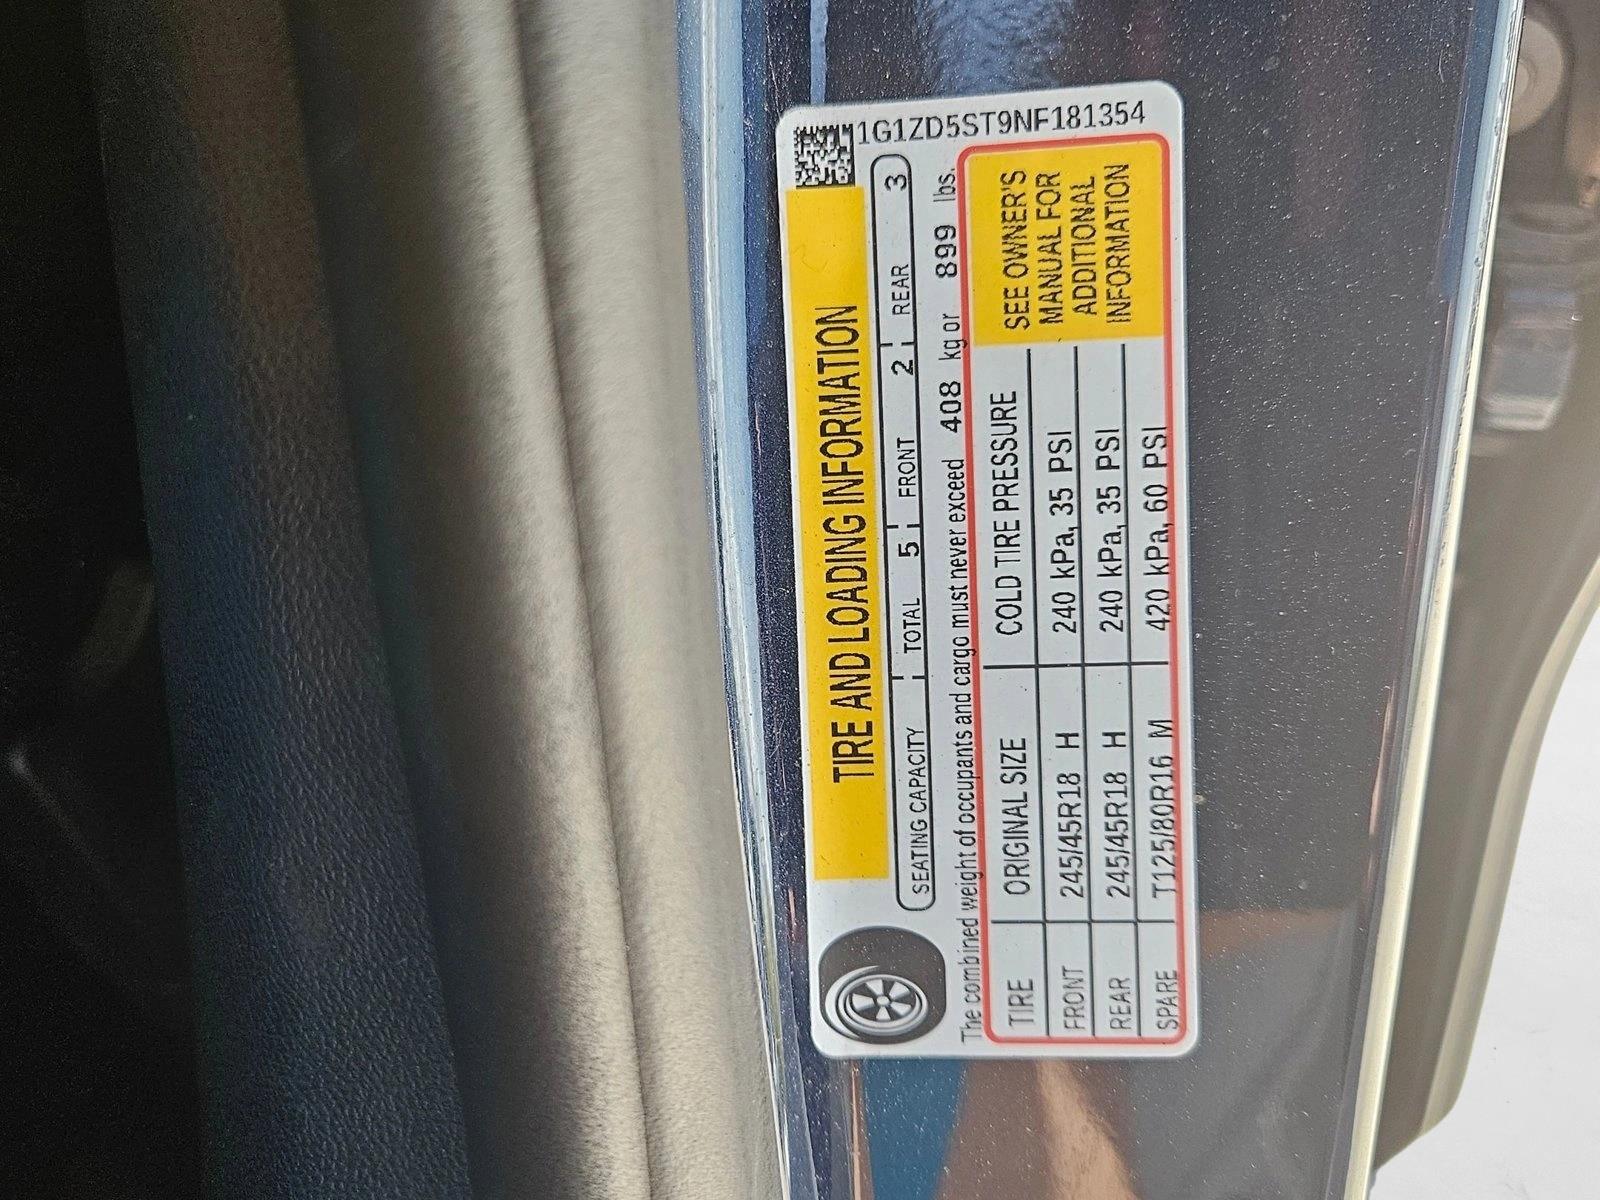 1G1ZD5ST9NF181354
TIRE AND LOADING INFORMATION
SEATING CAPACITY TOTAL 5 FRONT 2 REAR 3
The combined weight of occupants and cargo must never exceed 408 kg or 899 lbs.
TIRE ORIGINAL SIZE COLD TIRE PRESSURE
FRONT 245/45R18 H 240 kPa, 35 PSI
REAR 245/45R18 H 240 kPa, 35 PSI
SPARE T125/80R16 M 420 kPa, 60 PSI
SEE OWNER'S
MANUAL FOR
ADDITIONAL
INFORMATION